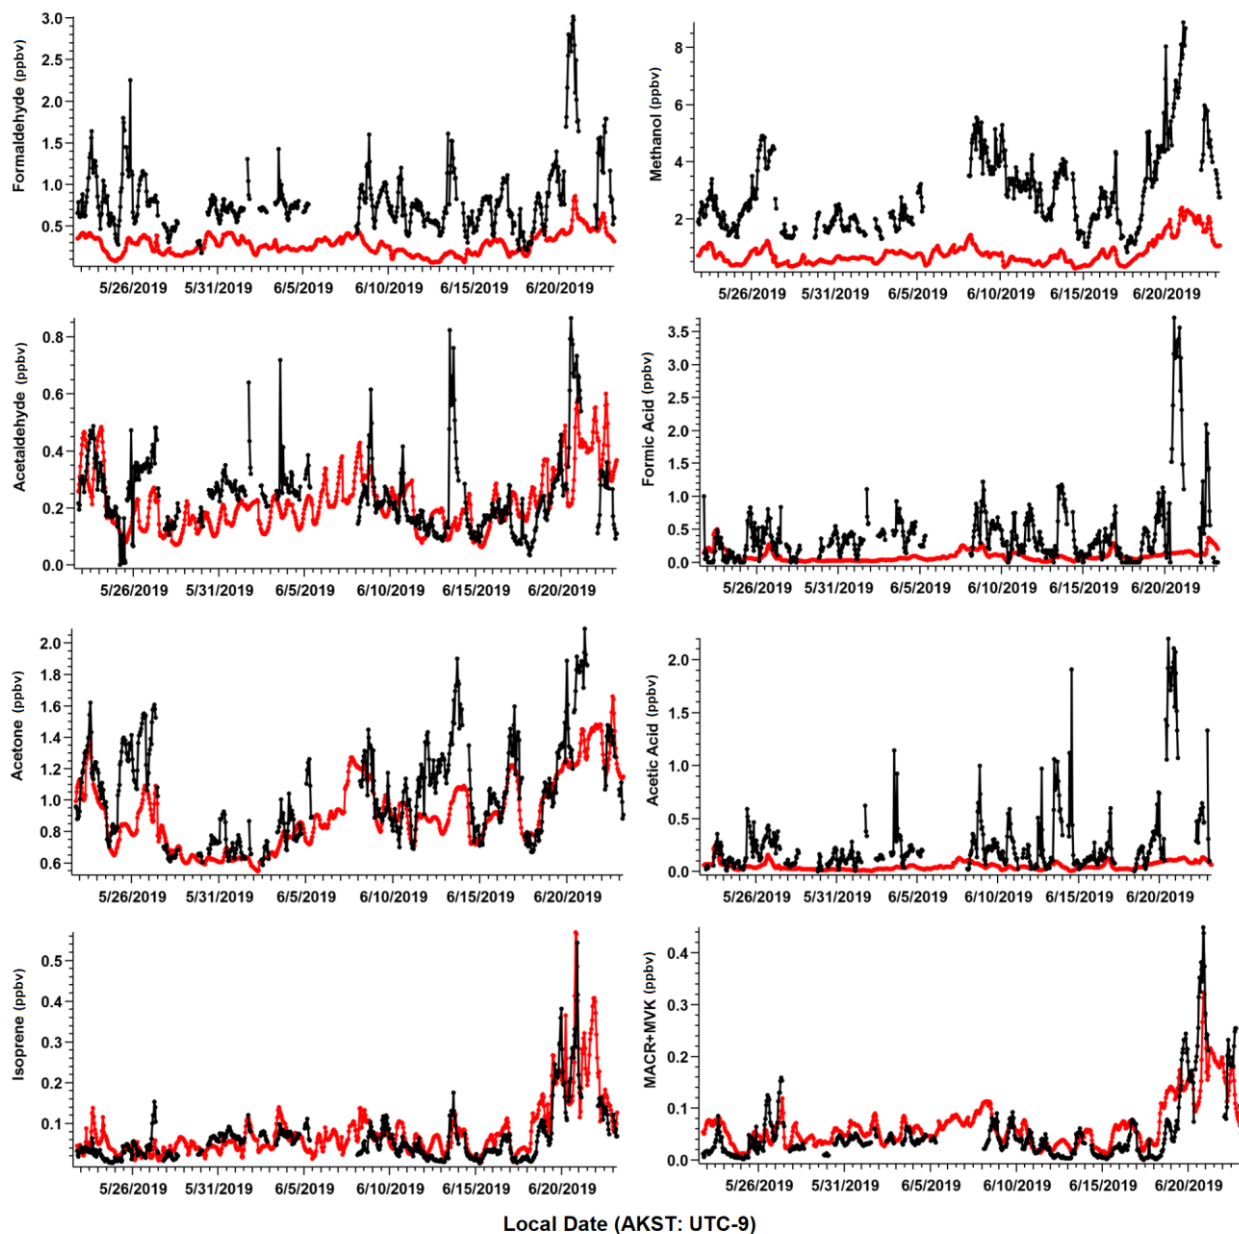 Formaldehyde (ppbv)
3.0
2.5
2.0
1.5
1.0
0.5
5/26/2019 5/31/2019 6/5/2019 6/10/2019 6/15/2019 6/20/2019
Methanol (ppbv)
8
6
4
2
5/26/2019 5/31/2019 6/5/2019 6/10/2019 6/15/2019 6/20/2019
Acetaldehyde (ppbv)
0.8
0.6
0.4
0.2
0.0
5/26/2019 5/31/2019 6/5/2019 6/10/2019 6/15/2019 6/20/2019
Formic Acid (ppbv)
3.5
3.0
2.5
2.0
1.5
1.0
0.5
0.0
5/26/2019 5/31/2019 6/5/2019 6/10/2019 6/15/2019 6/20/2019
Acetone (ppbv)
2.0
1.8
1.6
1.4
1.2
1.0
0.8
0.6
5/26/2019 5/31/2019 6/5/2019 6/10/2019 6/15/2019 6/20/2019
Acetic Acid (ppbv)
2.0
1.5
1.0
0.5
0.0
5/26/2019 5/31/2019 6/5/2019 6/10/2019 6/15/2019 6/20/2019
Isoprene (ppbv)
0.5
0.4
0.3
0.2
0.1
5/26/2019 5/31/2019 6/5/2019 6/10/2019 6/15/2019 6/20/2019
MACR+MVK (ppbv)
0.4
0.3
0.2
0.1
0.0
5/26/2019 5/31/2019 6/5/2019 6/10/2019 6/15/2019 6/20/2019
Local Date (AKST: UTC-9)